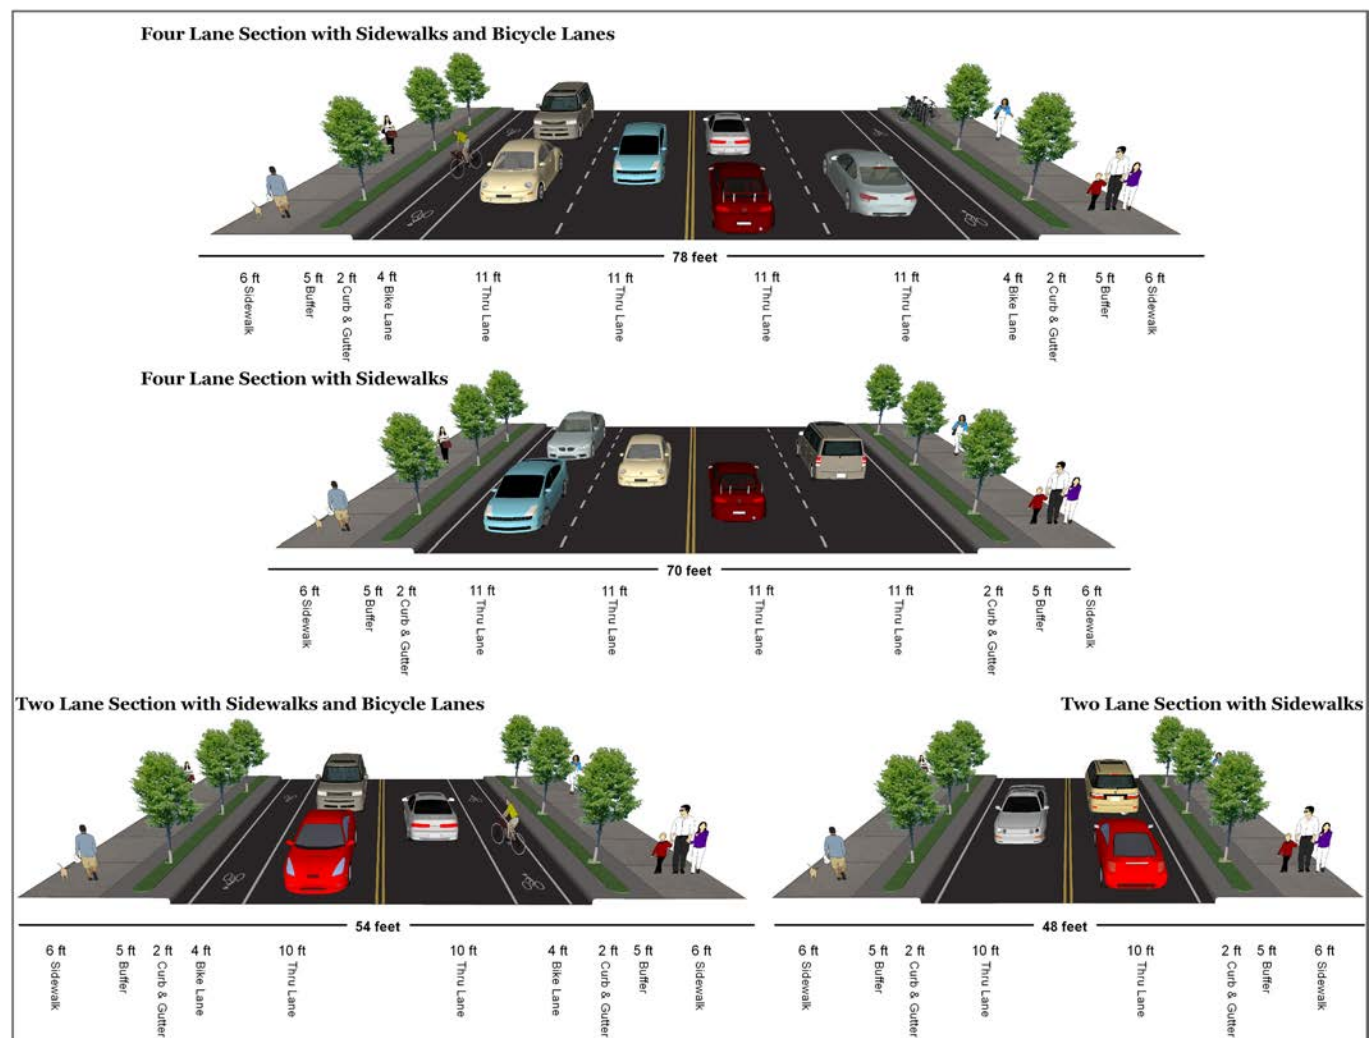 Four Lane Section with Sidewalks and Bicycle Lanes
78 feet
6 ft Sidewalk
5 ft Buffer
2 ft Curb & Gutter
4 ft Bike Lane
11 ft Thru Lane
11 ft Thru Lane
11 ft Thru Lane
11 ft Thru Lane
4 ft Bike Lane
2 ft Curb & Gutter
5 ft Buffer
6 ft Sidewalk
Four Lane Section with Sidewalks
70 feet
6 ft Sidewalk
5 ft Buffer
2 ft Curb & Gutter
11 ft Thru Lane
11 ft Thru Lane
11 ft Thru Lane
11 ft Thru Lane
2 ft Curb & Gutter
5 ft Buffer
6 ft Sidewalk
Two Lane Section with Sidewalks and Bicycle Lanes
54 feet
6 ft Sidewalk
5 ft Buffer
2 ft Curb & Gutter
4 ft Bike Lane
10 ft Thru Lane
10 ft Thru Lane
4 ft Bike Lane
2 ft Curb & Gutter
5 ft Buffer
6 ft Sidewalk
Two Lane Section with Sidewalks
48 feet
6 ft Sidewalk
5 ft Buffer
2 ft Curb & Gutter
10 ft Thru Lane
10 ft Thru Lane
2 ft Curb & Gutter
5 ft Buffer
6 ft Sidewalk